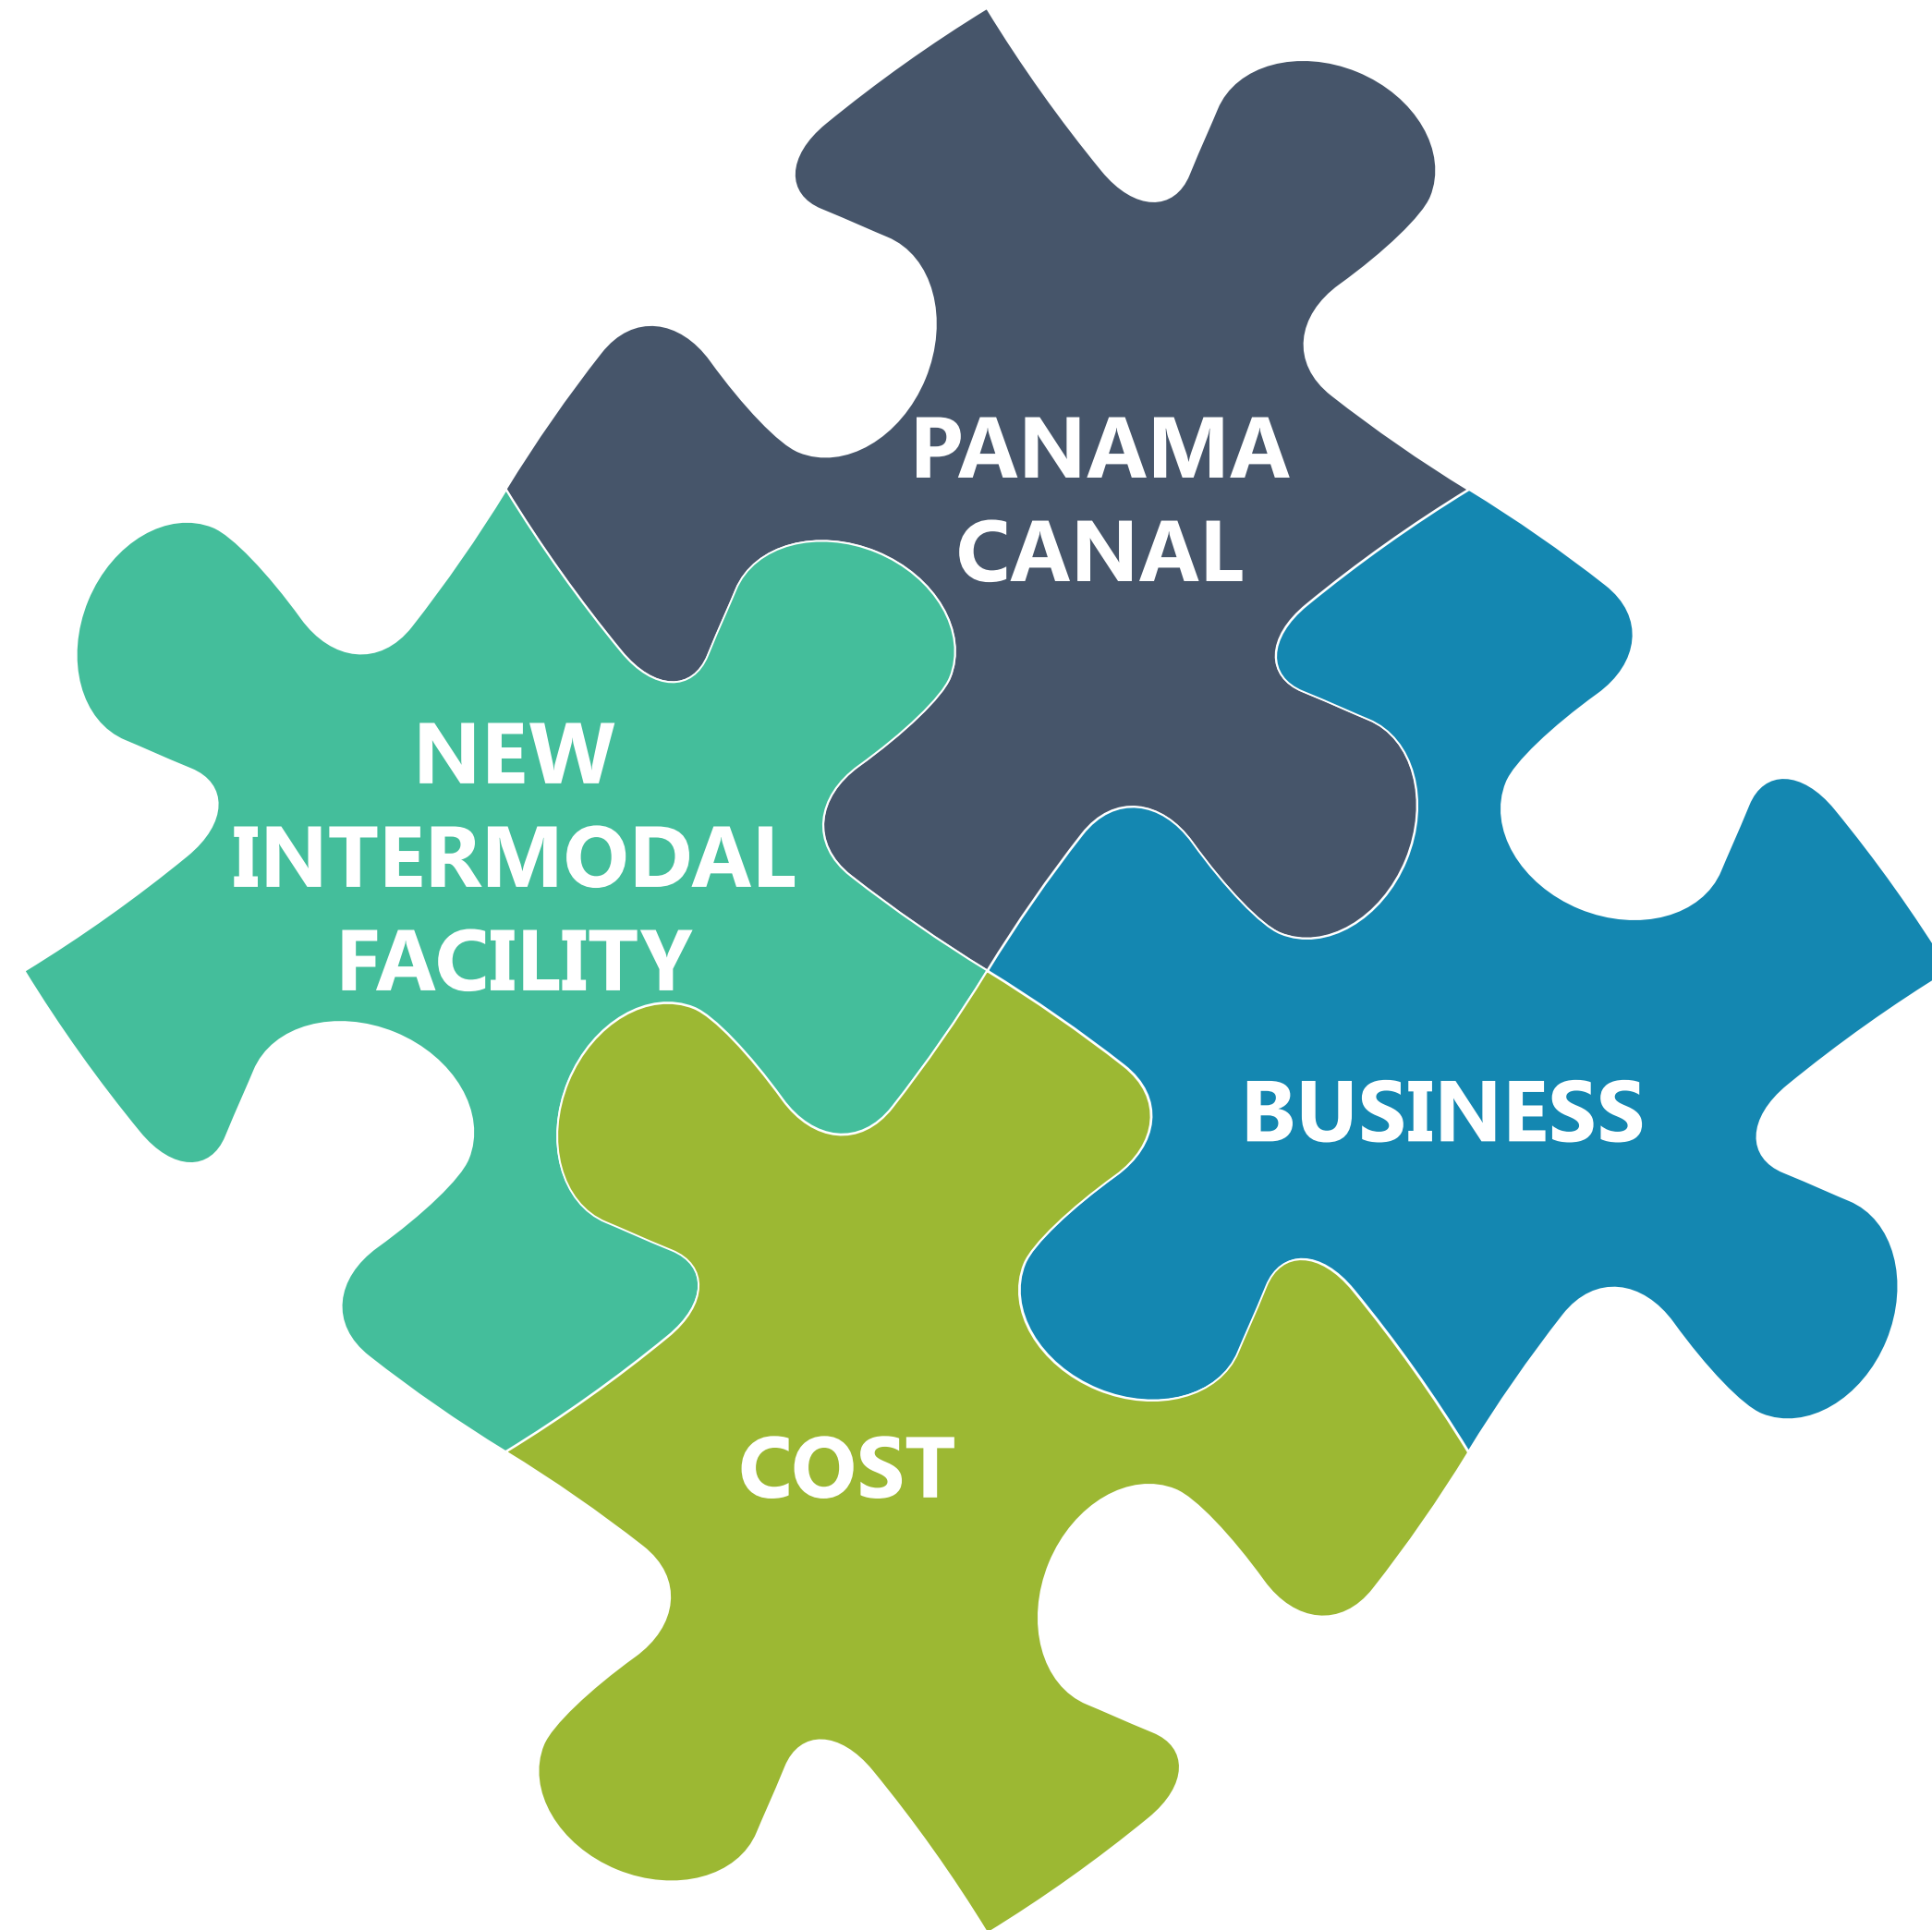 PANAMA
CANAL
NEW
INTERMODAL
FACILITY
BUSINESS
COST